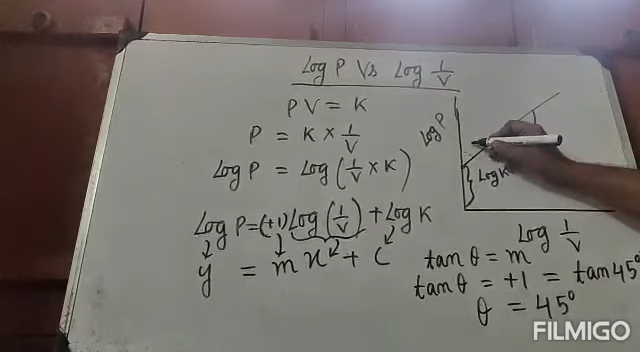 Log P Vs Log 1/V
PV = K
P = K × 1/V
Log P = Log (1/V × K)
Log P = (+1) Log (1/V) + Log K
y = m x + C
Log P
Log K
Log 1/V
tan θ = m
tan θ = +1 = tan 45°
θ = 45°
FILMIGO